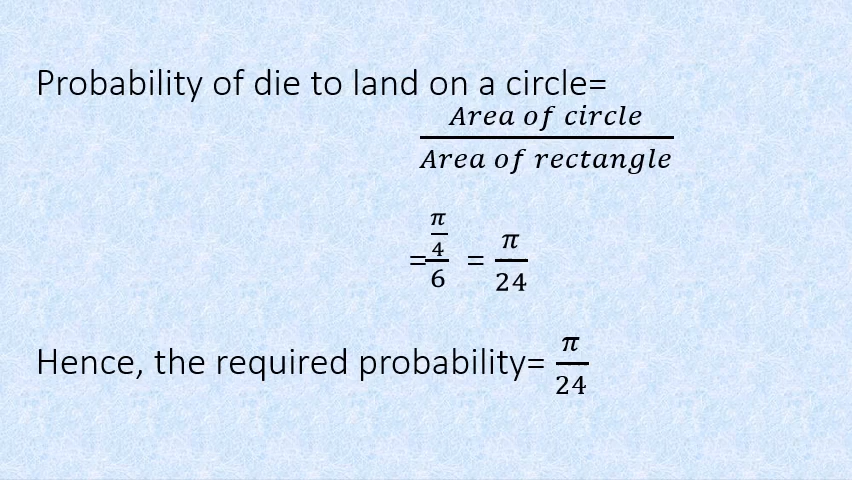 Probability of die to land on a circle=
Area of circle
Area of rectangle
=π/4/6 = π/24
Hence, the required probability= π/24